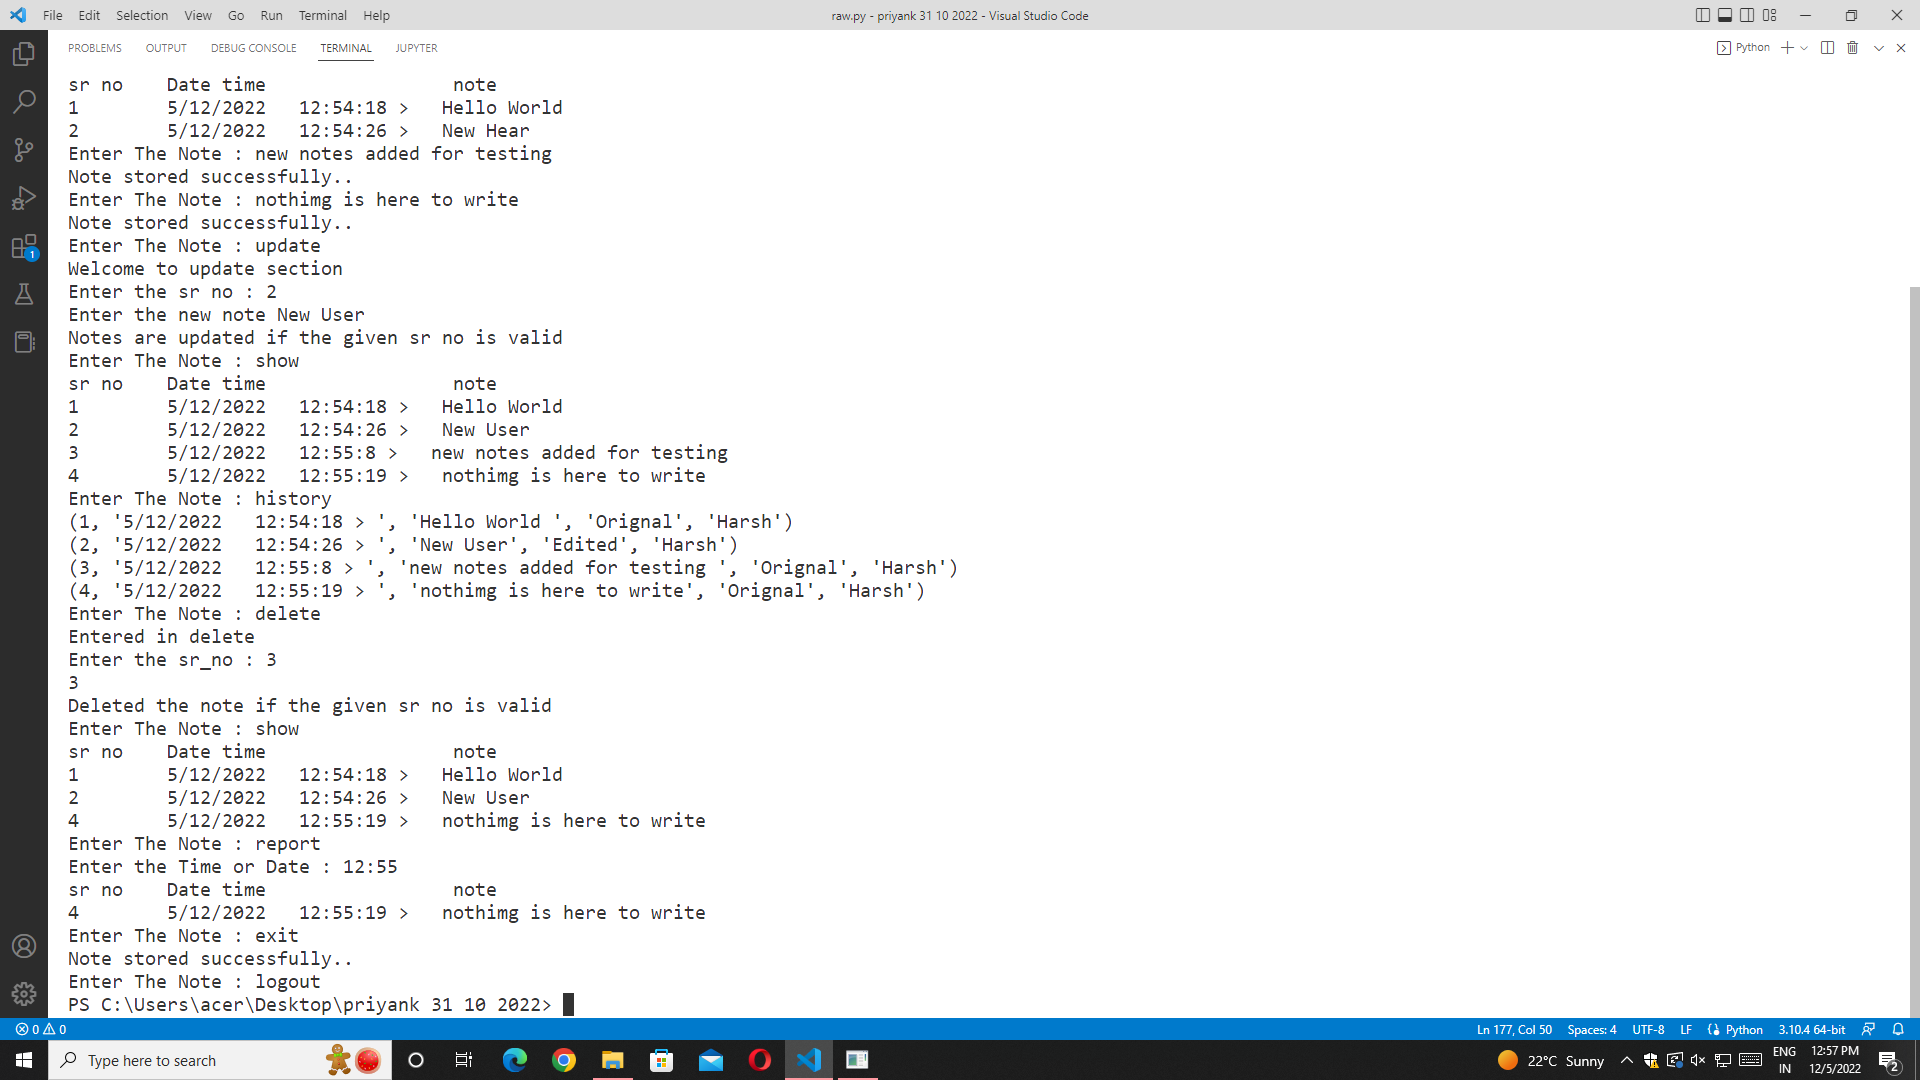 File Edit Selection View Go Run Terminal Help
raw.py - priyank 31 10 2022 - Visual Studio Code
PROBLEMS OUTPUT DEBUG CONSOLE TERMINAL JUPYTER
Python
sr no Date time note
1 5/12/2022 12:54:18 > Hello World
2 5/12/2022 12:54:26 > New Hear
Enter The Note : new notes added for testing
Note stored successfully..
Enter The Note : nothimg is here to write
Note stored successfully..
Enter The Note : update
Welcome to update section
Enter the sr no : 2
Enter the new note New User
Notes are updated if the given sr no is valid
Enter The Note : show
sr no Date time note
1 5/12/2022 12:54:18 > Hello World
2 5/12/2022 12:54:26 > New User
3 5/12/2022 12:55:8 > new notes added for testing
4 5/12/2022 12:55:19 > nothimg is here to write
Enter The Note : history
(1, '5/12/2022 12:54:18 > ', 'Hello World ', 'Orignal', 'Harsh')
(2, '5/12/2022 12:54:26 > ', 'New User', 'Edited', 'Harsh')
(3, '5/12/2022 12:55:8 > ', 'new notes added for testing ', 'Orignal', 'Harsh')
(4, '5/12/2022 12:55:19 > ', 'nothimg is here to write', 'Orignal', 'Harsh')
Enter The Note : delete
Entered in delete
Enter the sr_no : 3
3
Deleted the note if the given sr no is valid
Enter The Note : show
sr no Date time note
1 5/12/2022 12:54:18 > Hello World
2 5/12/2022 12:54:26 > New User
4 5/12/2022 12:55:19 > nothimg is here to write
Enter The Note : report
Enter the Time or Date : 12:55
sr no Date time note
4 5/12/2022 12:55:19 > nothimg is here to write
Enter The Note : exit
Note stored successfully..
Enter The Note : logout
PS C:\Users\acer\Desktop\priyank 31 10 2022>
1
0 0
Ln 177, Col 50 Spaces: 4 UTF-8 LF Python 3.10.4 64-bit
Type here to search
22°C Sunny
ENG
IN
12:57 PM
12/5/2022
2